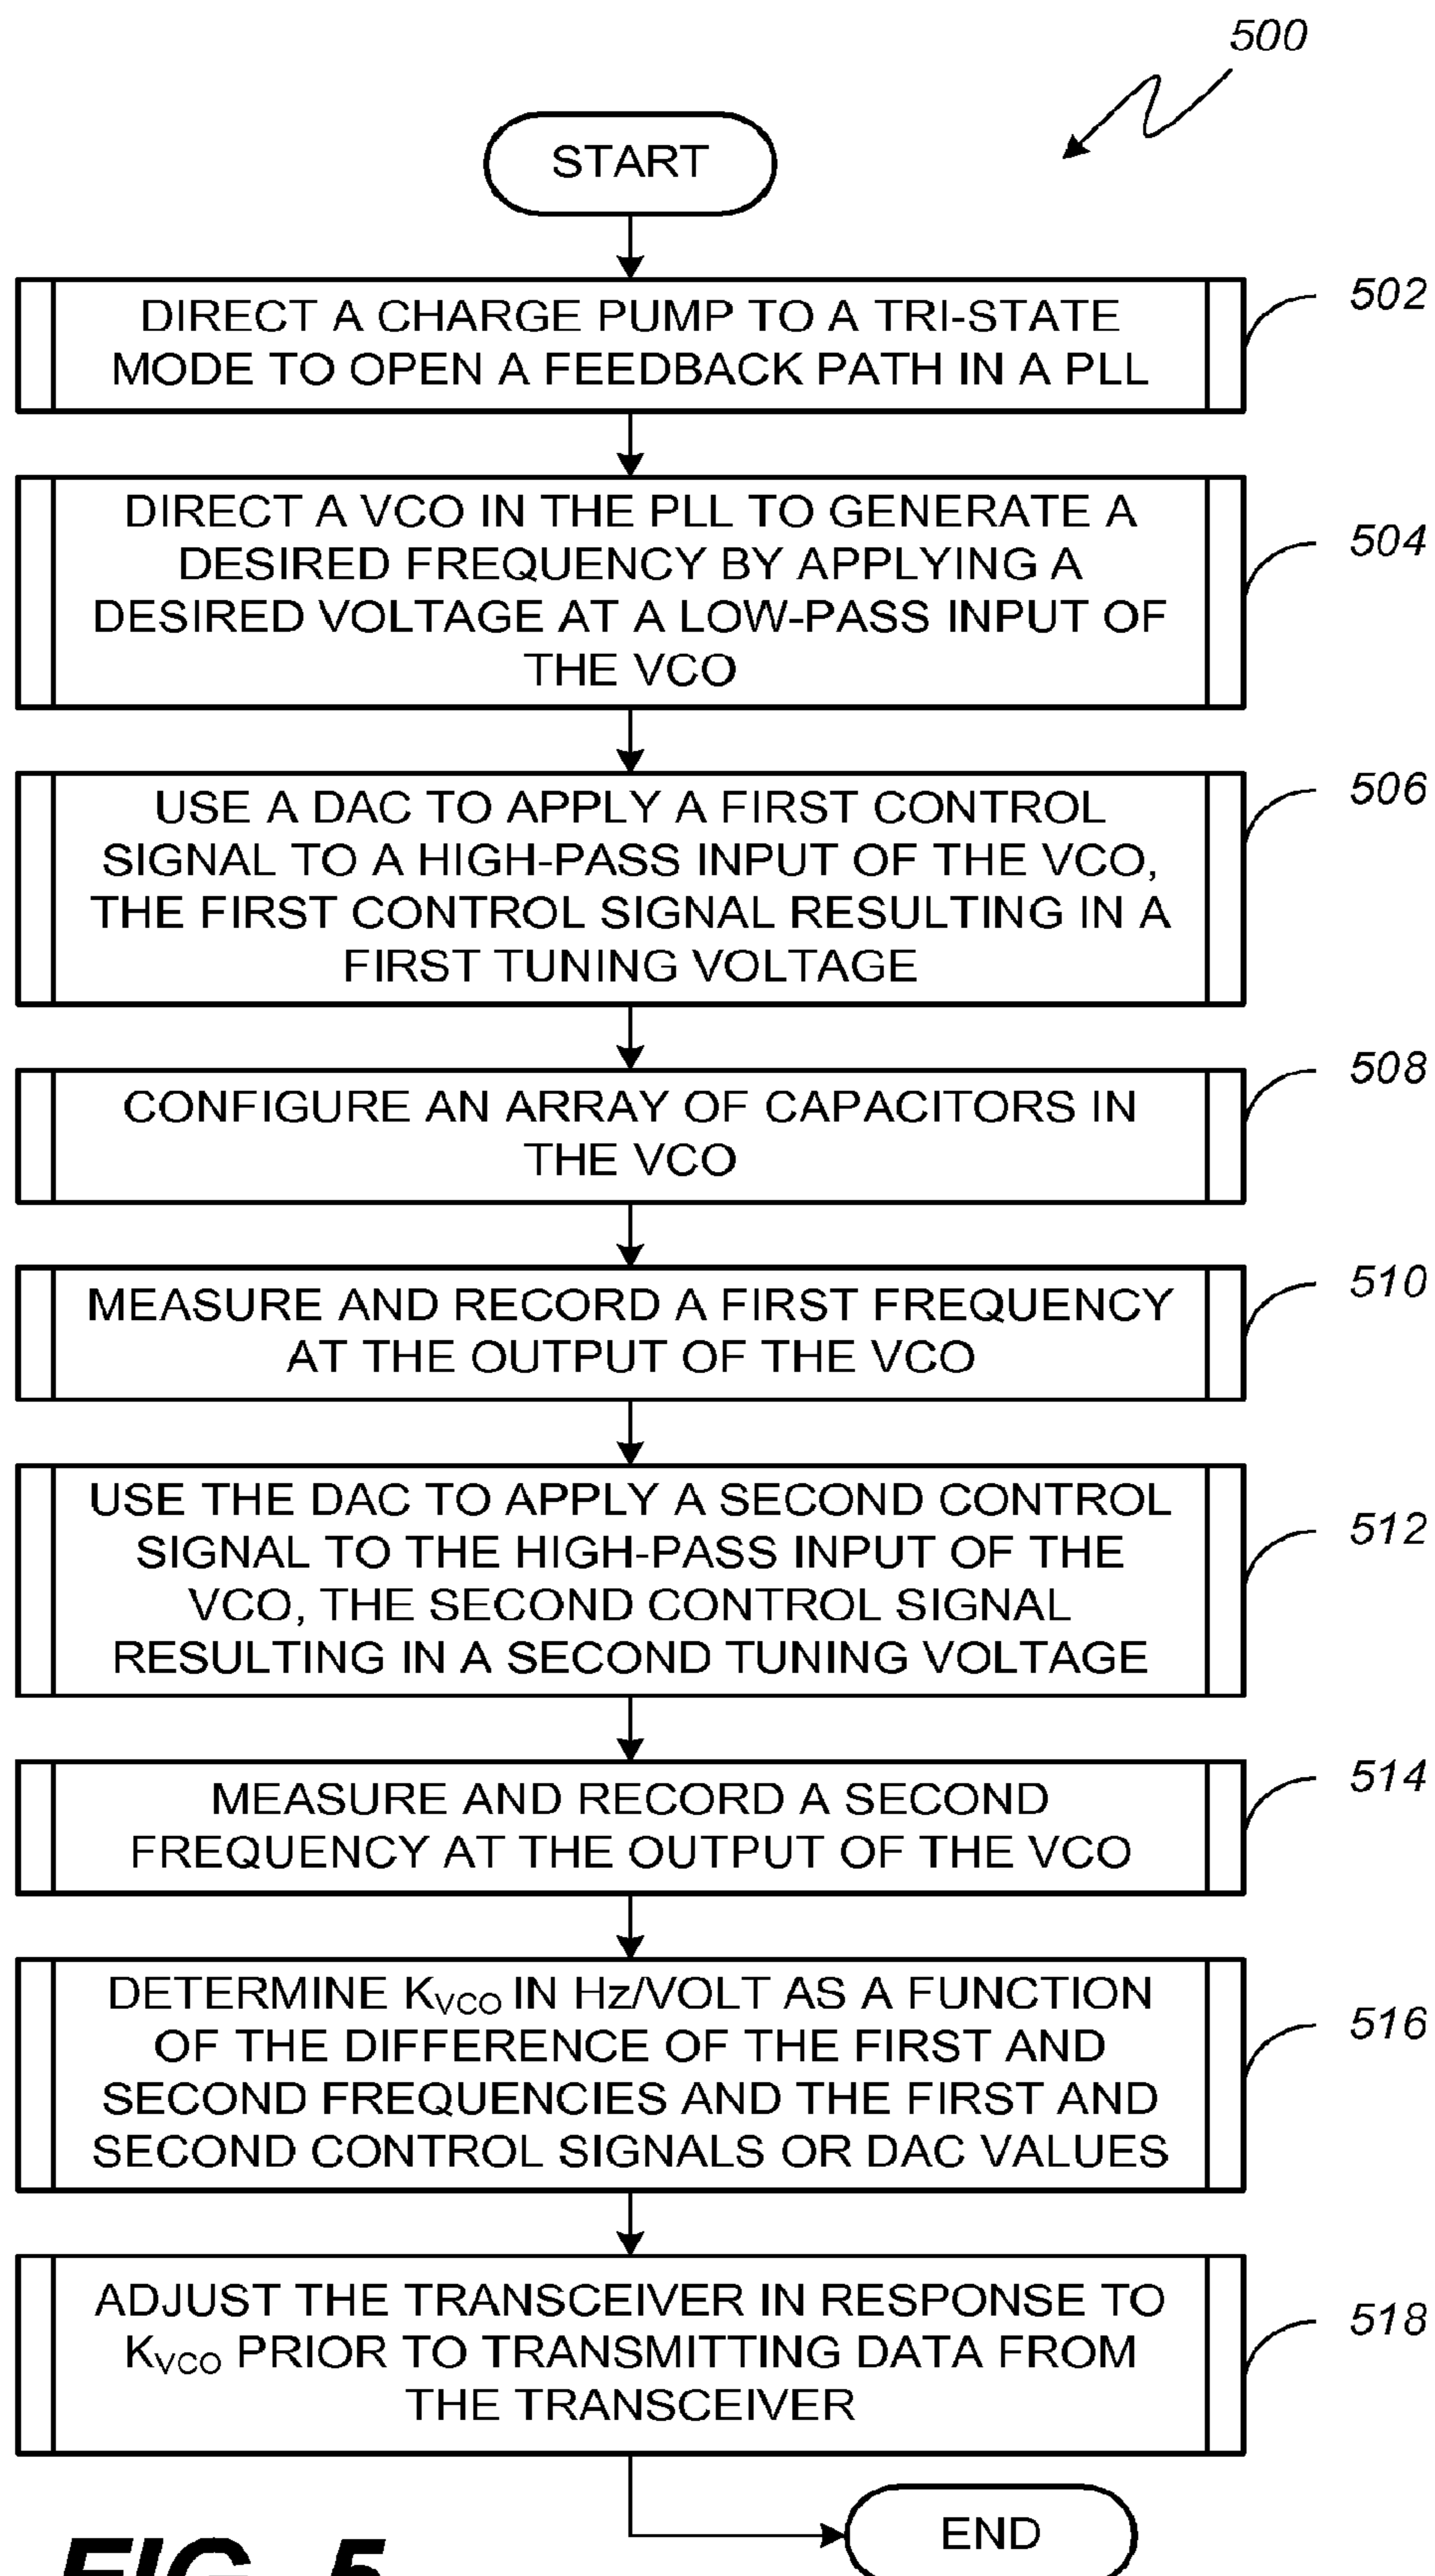 500
START
DIRECT A CHARGE PUMP TO A TRI-STATE
MODE TO OPEN A FEEDBACK PATH IN A PLL
502
DIRECT A VCO IN THE PLL TO GENERATE A
DESIRED FREQUENCY BY APPLYING A
DESIRED VOLTAGE AT A LOW-PASS INPUT OF
THE VCO
504
USE A DAC TO APPLY A FIRST CONTROL
SIGNAL TO A HIGH-PASS INPUT OF THE VCO,
THE FIRST CONTROL SIGNAL RESULTING IN A
FIRST TUNING VOLTAGE
506
CONFIGURE AN ARRAY OF CAPACITORS IN
THE VCO
508
MEASURE AND RECORD A FIRST FREQUENCY
AT THE OUTPUT OF THE VCO
510
USE THE DAC TO APPLY A SECOND CONTROL
SIGNAL TO THE HIGH-PASS INPUT OF THE
VCO, THE SECOND CONTROL SIGNAL
RESULTING IN A SECOND TUNING VOLTAGE
512
MEASURE AND RECORD A SECOND
FREQUENCY AT THE OUTPUT OF THE VCO
514
DETERMINE KVCO IN Hz/VOLT AS A FUNCTION
OF THE DIFFERENCE OF THE FIRST AND
SECOND FREQUENCIES AND THE FIRST AND
SECOND CONTROL SIGNALS OR DAC VALUES
516
ADJUST THE TRANSCEIVER IN RESPONSE TO
KVCO PRIOR TO TRANSMITTING DATA FROM
THE TRANSCEIVER
518
END
FIG. 5